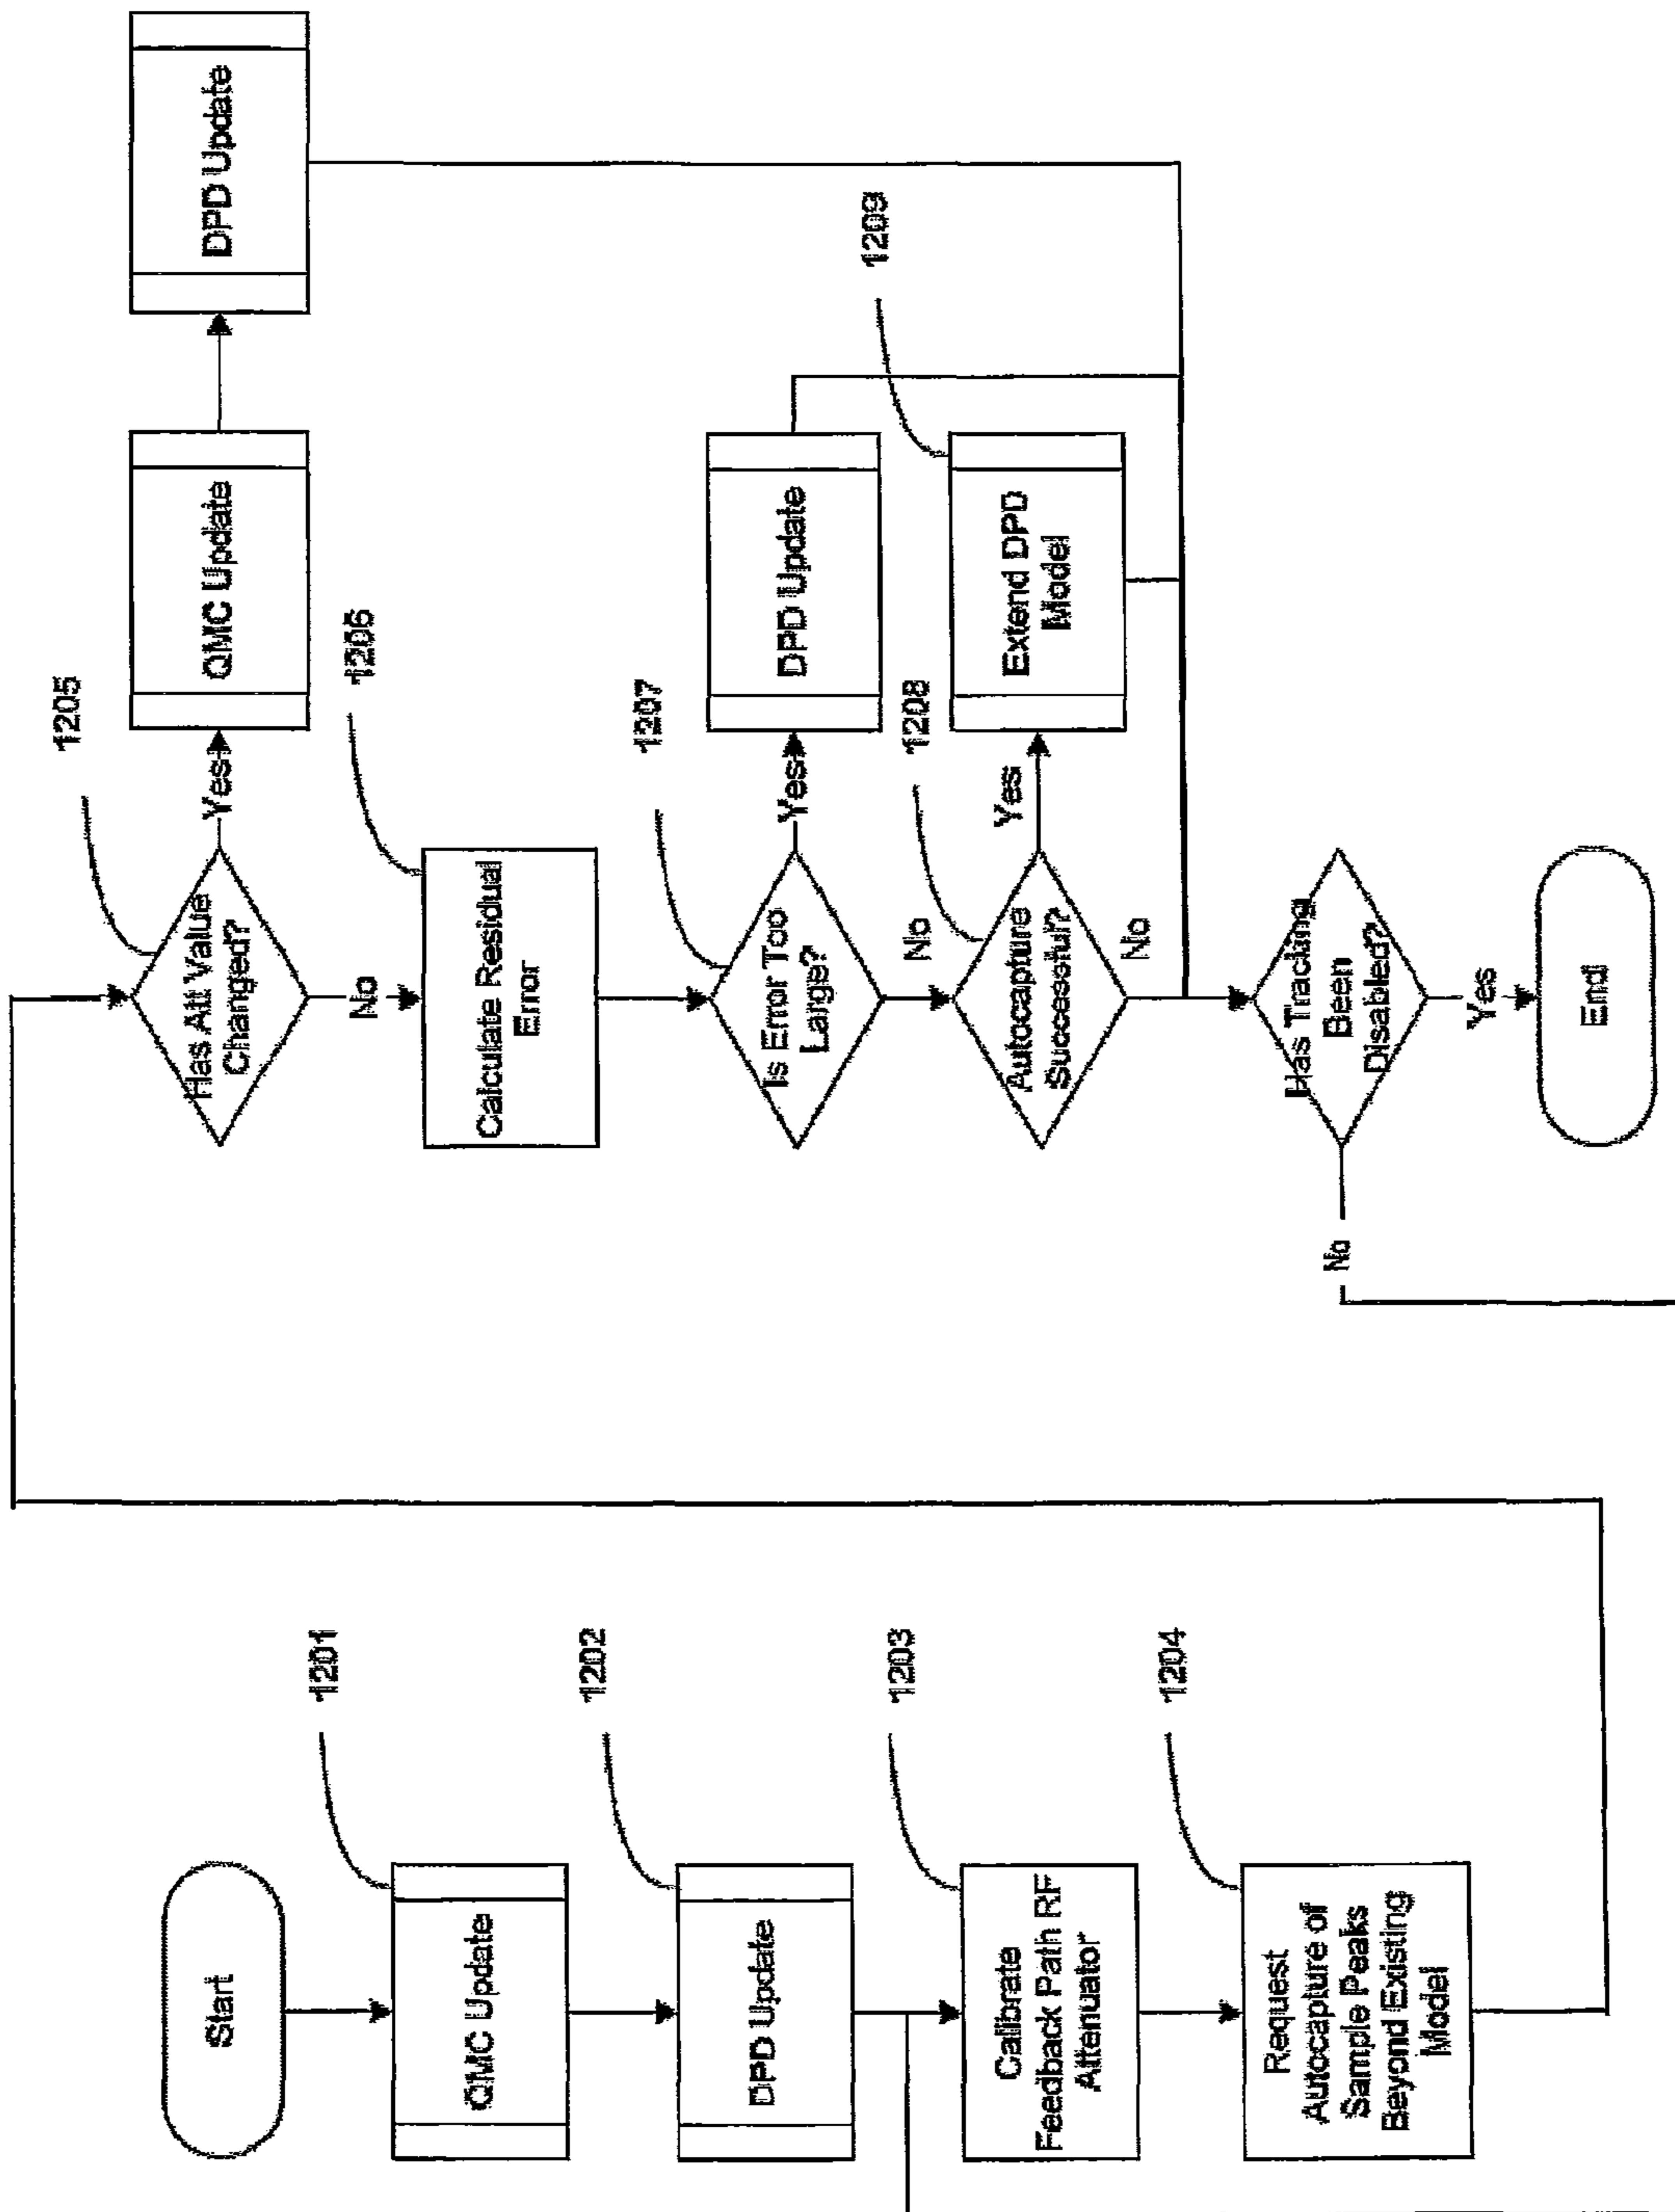 Start
QMC Update
1201
DPD Update
1202
Calibrate
Feedback Path RF
Attenuator
1203
Request
Autocapture of
Sample Peaks
Beyond Existing
Model
1204
Has Att Value
Changed?
1205
Yes
QMC Update
DPD Update
No
Calculate Residual
Error
1206
Is Error Too
Large?
1207
Yes
DPD Update
No
Autocapture
Successful?
1208
Yes
Extend DPD
Model
1209
No
Has Tracking
Been
Disabled?
No
Yes
End